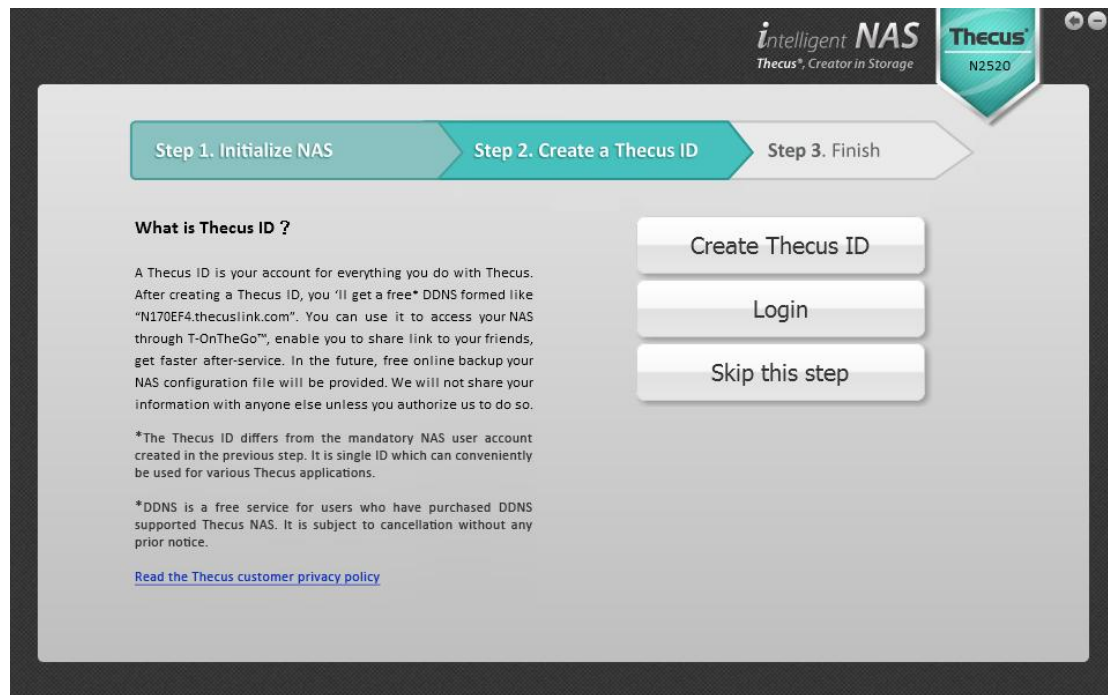 intelligent NAS
Thecus®, Creator in Storage
Thecus®
N2520
Step 1. Initialize NAS
Step 2. Create a Thecus ID
Step 3. Finish
What is Thecus ID ?
A Thecus ID is your account for everything you do with Thecus.
After creating a Thecus ID, you ‘ll get a free* DDNS formed like
“N170EF4.thecuslink.com”. You can use it to access your NAS
through T-OnTheGo™, enable you to share link to your friends,
get faster after-service. In the future, free online backup your
NAS configuration file will be provided. We will not share your
information with anyone else unless you authorize us to do so.
*The Thecus ID differs from the mandatory NAS user account
created in the previous step. It is single ID which can conveniently
be used for various Thecus applications.
*DDNS is a free service for users who have purchased DDNS
supported Thecus NAS. It is subject to cancellation without any
prior notice.
Read the Thecus customer privacy policy
Create Thecus ID
Login
Skip this step